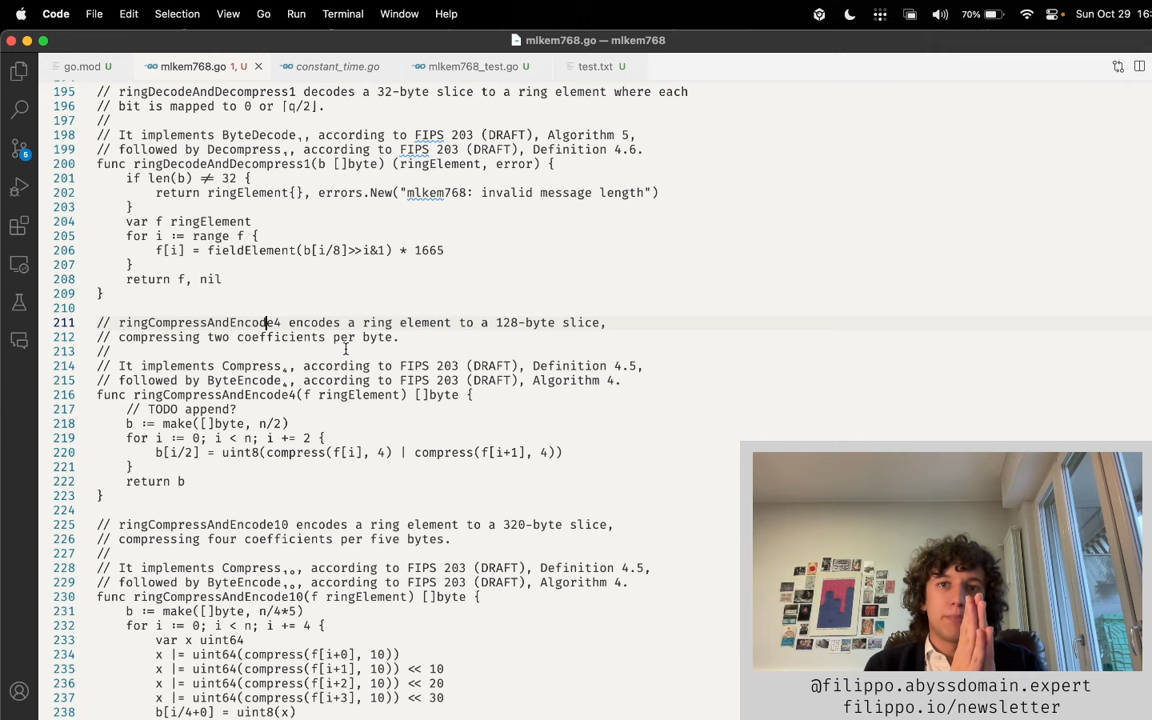 Code File Edit Selection View Go Run Terminal Window Help 70% Sun Oct 29 16:
mlkem768.go — mlkem768
go.mod U mlkem768.go 1, U constant_time.go mlkem768_test.go U test.txt U
195 // ringDecodeAndDecompress1 decodes a 32-byte slice to a ring element where each
196 // bit is mapped to 0 or ⌈q/2⌋.
197 //
198 // It implements ByteDecode₁, according to FIPS 203 (DRAFT), Algorithm 5,
199 // followed by Decompress₁, according to FIPS 203 (DRAFT), Definition 4.6.
200 func ringDecodeAndDecompress1(b []byte) (ringElement, error) {
201 if len(b) ≠ 32 {
202 return ringElement{}, errors.New("mlkem768: invalid message length")
203 }
204 var f ringElement
205 for i := range f {
206 f[i] = fieldElement(b[i/8]>>i&1) * 1665
207 }
208 return f, nil
209 }
210
211 // ringCompressAndEncode4 encodes a ring element to a 128-byte slice,
212 // compressing two coefficients per byte.
213 //
214 // It implements Compress₄, according to FIPS 203 (DRAFT), Definition 4.5,
215 // followed by ByteEncode₄, according to FIPS 203 (DRAFT), Algorithm 4.
216 func ringCompressAndEncode4(f ringElement) []byte {
217 // TODO append?
218 b := make([]byte, n/2)
219 for i := 0; i < n; i += 2 {
220 b[i/2] = uint8(compress(f[i], 4) | compress(f[i+1], 4))
221 }
222 return b
223 }
224
225 // ringCompressAndEncode10 encodes a ring element to a 320-byte slice,
226 // compressing four coefficients per five bytes.
227 //
228 // It implements Compress₁₀, according to FIPS 203 (DRAFT), Definition 4.5,
229 // followed by ByteEncode₁₀, according to FIPS 203 (DRAFT), Algorithm 4.
230 func ringCompressAndEncode10(f ringElement) []byte {
231 b := make([]byte, n/4*5)
232 for i := 0; i < n; i += 4 {
233 var x uint64
234 x |= uint64(compress(f[i+0], 10))
235 x |= uint64(compress(f[i+1], 10)) << 10
236 x |= uint64(compress(f[i+2], 10)) << 20
237 x |= uint64(compress(f[i+3], 10)) << 30
238 b[i/4+0] = uint8(x)
5
@filippo.abyssdomain.expert
filippo.io/newsletter